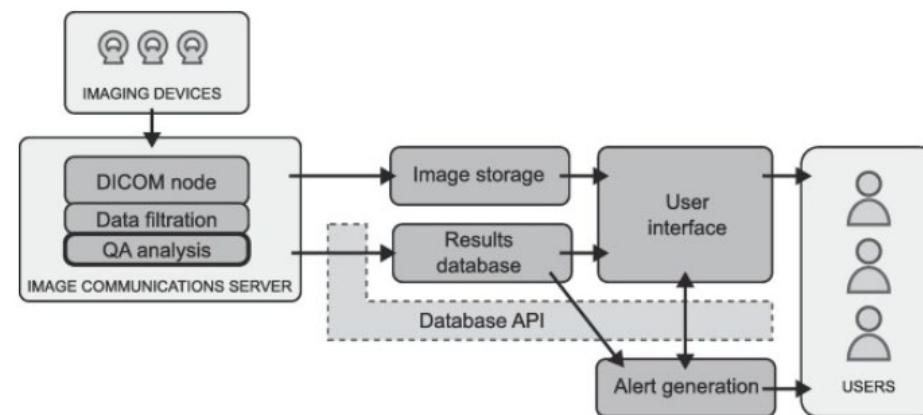 IMAGING DEVICES
DICOM node
Data filtration
QA analysis
IMAGE COMMUNICATIONS SERVER
Image storage
Results
database
User
interface
Database API
Alert generation
USERS